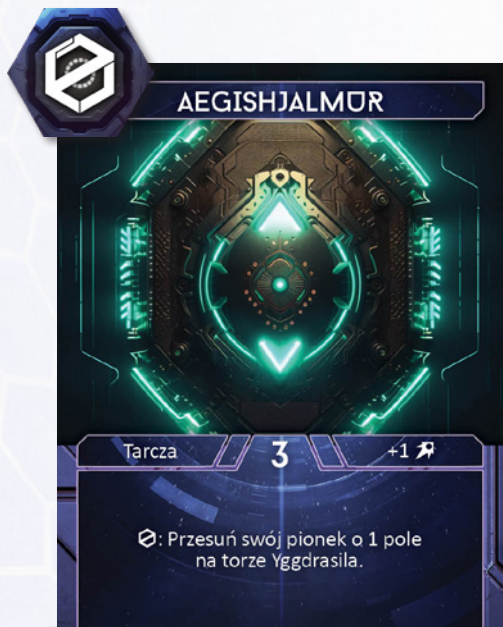 AEGISHJALMUR
Tarcza 3 +1
: Przesuń swój pionek o 1 pole
na torze Yggdrasila.